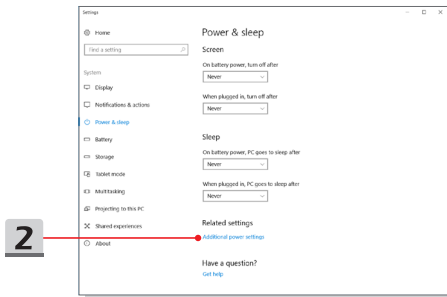 Settings
Home
Find a setting
System
Display
Notifications & actions
Power & sleep
Battery
Storage
Tablet mode
Multitasking
Projecting to this PC
Shared experiences
About
Power & sleep
Screen
On battery power, turn off after
Never
When plugged in, turn off after
Never
Sleep
On battery power, PC goes to sleep after
Never
When plugged in, PC goes to sleep after
Never
Related settings
Additional power settings
Have a question?
Get help
2